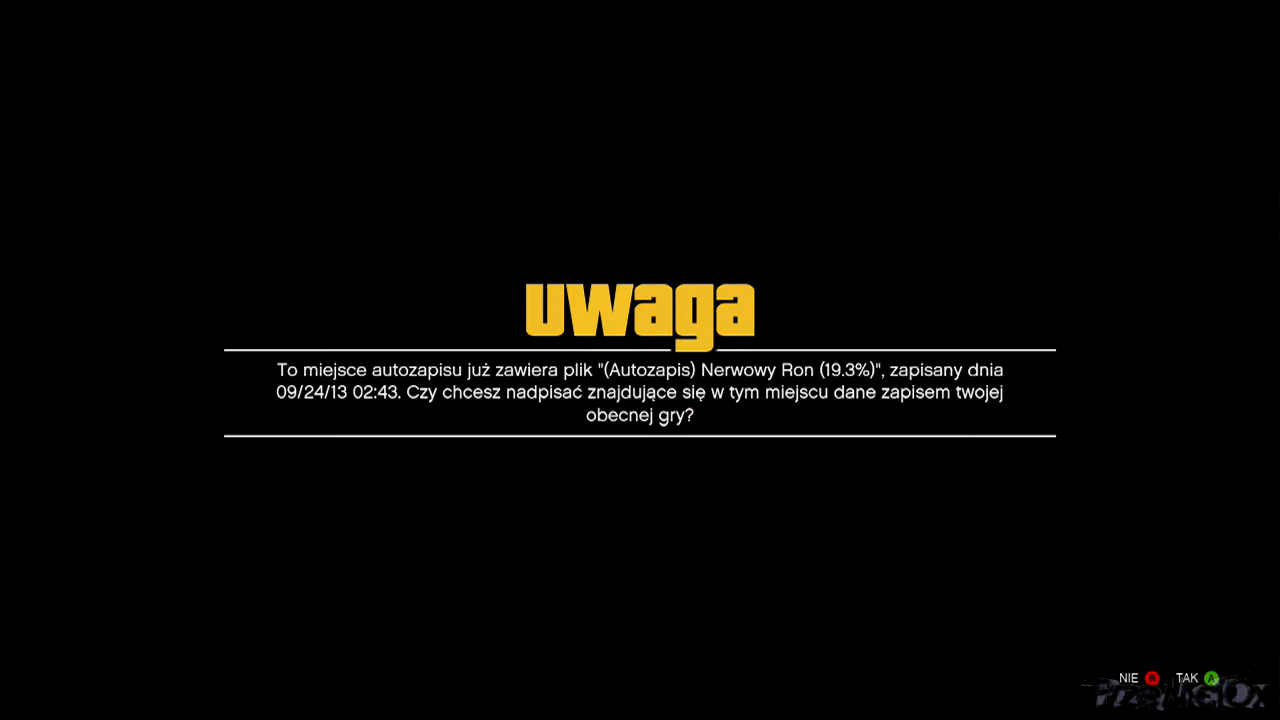 uwaga
To miejsce autozapisu już zawiera plik "(Autozapis) Nerwowy Ron (19.3%)", zapisany dnia
09/24/13 02:43. Czy chcesz nadpisać znajdujące się w tym miejscu dane zapisem twojej
obecnej gry?
NIE B TAK A